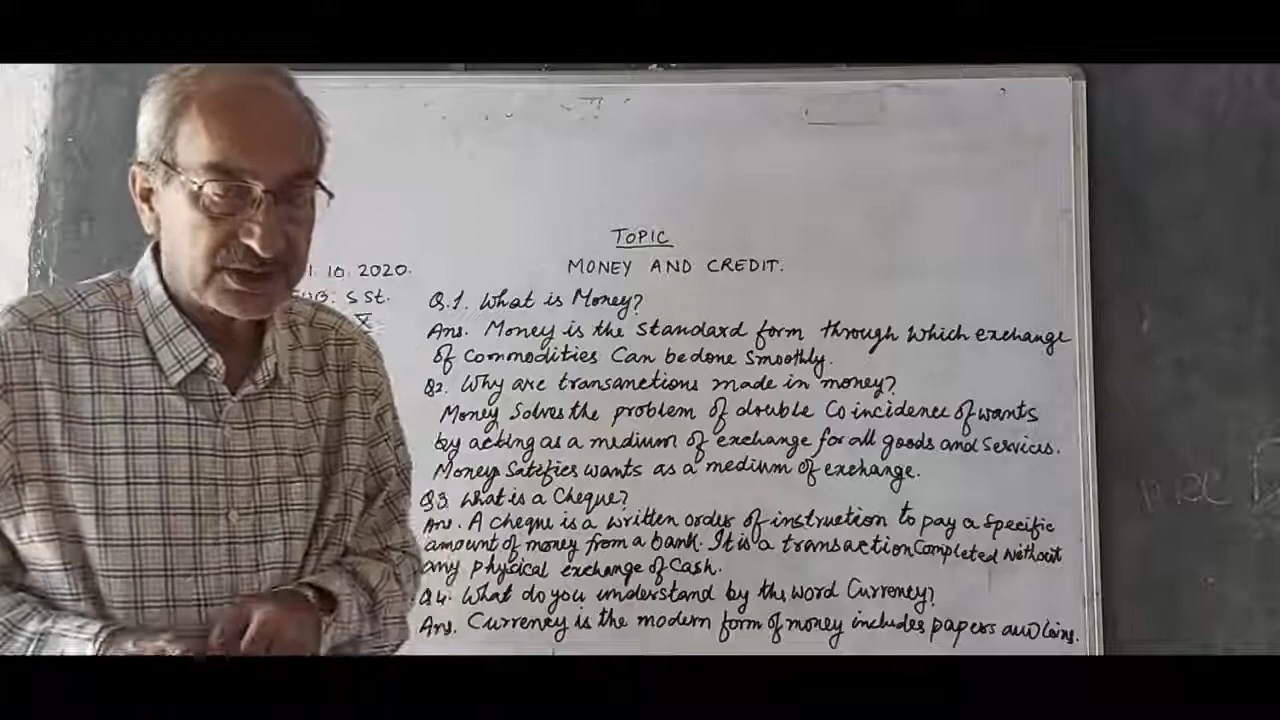 TOPIC
MONEY AND CREDIT.
1. 10. 2020.
SUB: S St.
X
Q.1. What is Money?
Ans. Money is the standard form through which exchange
of commodities Can be done smoothly.
Q2. Why are transanctions made in money?
Money Solves the problem of double Coincidence of wants
by acting as a medium of exchange for all goods and services.
Money Satefies wants as a medium of exchange.
Q3. What is a Cheque?
Ans. A cheque is a written order of instruction to pay a specific
amount of money from a bank. It is a transaction Completed without
any physical exchange of Cash.
Q4. What do you understand by the word Currency?
Ans. Currency is the modern form of money includes papers and Coins.